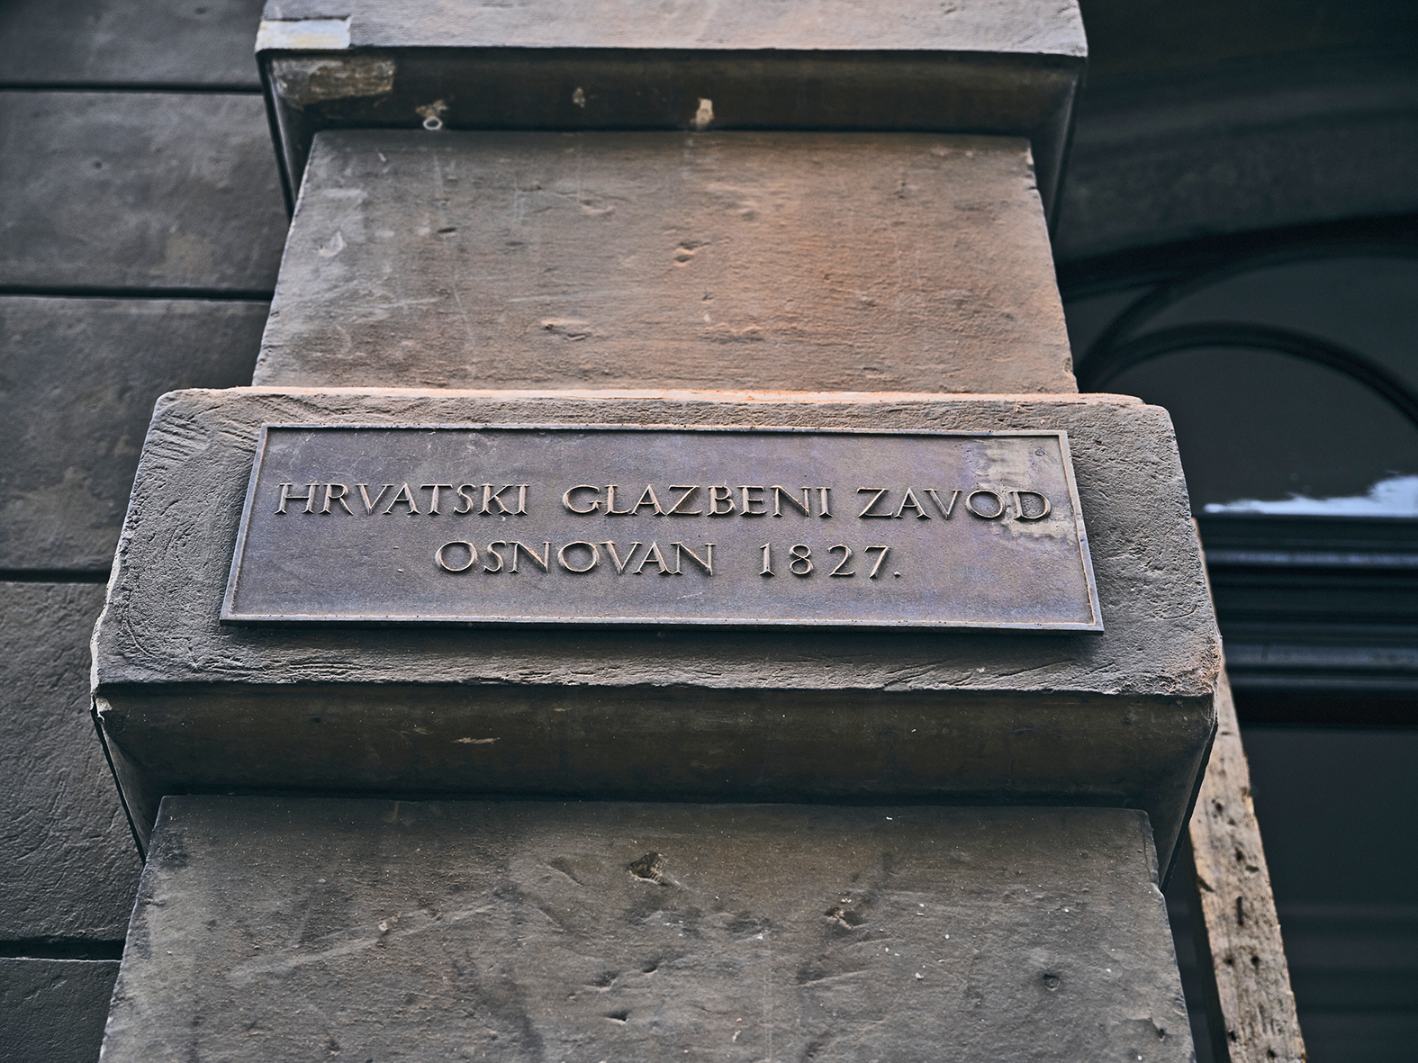 HRVATSKI GLAZBENI ZAVOD
OSNOVAN 1827.